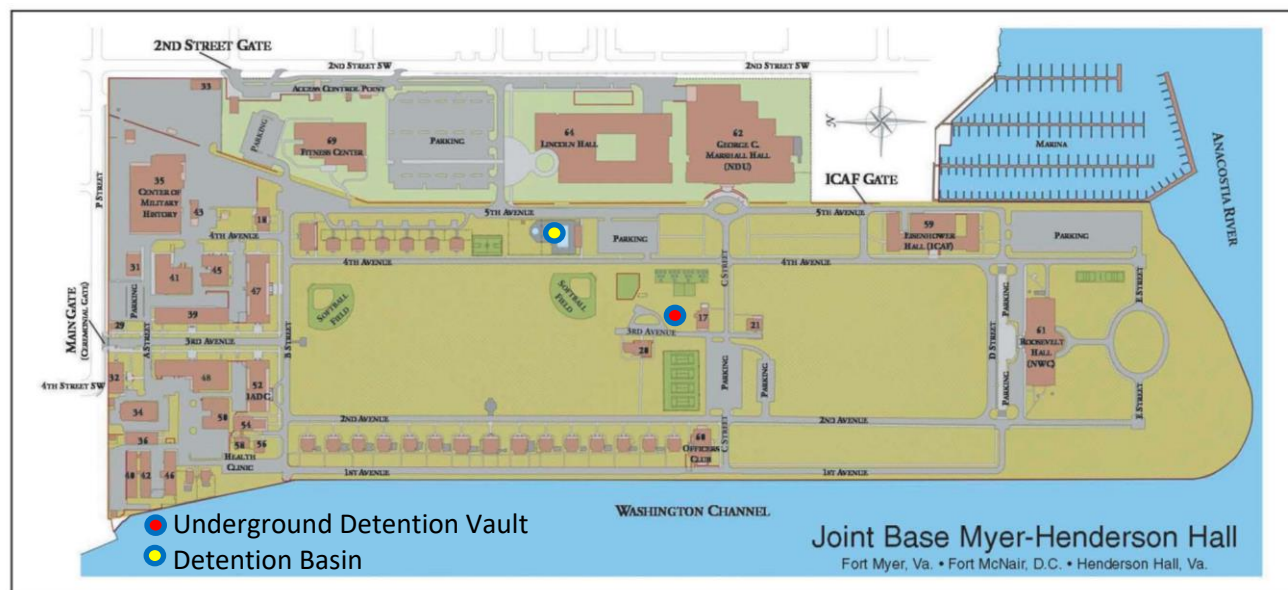 2ND STREET GATE
2ND STREET SW
2ND STREET SW
33
ACCESS CONTROL POINT
PARKING
69
FITNESS CENTER
PARKING
64
LINCOLN HALL
62
GEORGE C.
MARSHALL HALL
(NDU)
N
MARINA
ANACOSTIA RIVER
P STREET
35
CENTER OF
MILITARY
HISTORY
43
18
ICAF GATE
5TH AVENUE
5TH AVENUE
59
EISENHOWER
HALL (ICAF)
PARKING
PARKING
4TH AVENUE
4TH AVENUE
4TH AVENUE
31
41
45
47
PARKING
39
SOFTBALL
FIELD
SOFTBALL
FIELD
C STREET
17
21
3RD AVENUE
28
MAIN GATE
(CEREMONIAL GATE)
29
A STREET
3RD AVENUE
B STREET
D STREET
PARKING
61
ROOSEVELT
HALL
(NWC)
E STREET
4TH STREET SW
32
48
52
IADC
PARKING
PARKING
PARKING
E STREET
34
50
54
2ND AVENUE
2ND AVENUE
36
58
56
HEALTH
CLINIC
60
OFFICERS
CLUB
C STREET
40
42
46
1ST AVENUE
1ST AVENUE
WASHINGTON CHANNEL
Underground Detention Vault
Detention Basin
Joint Base Myer-Henderson Hall
Fort Myer, Va. • Fort McNair, D.C. • Henderson Hall, Va.